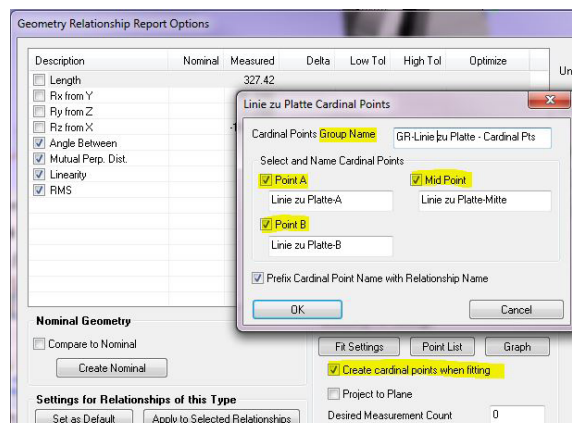 Geometry Relationship Report Options
Description Nominal Measured Delta Low Tol High Tol Optimize
Length 327.42
Rx from Y
Ry from Z
Rz from X
Angle Between
Mutual Perp. Dist.
Linearity
RMS
Linie zu Platte Cardinal Points
Cardinal Points Group Name GR-Linie zu Platte - Cardinal Pts
Select and Name Cardinal Points
Point A Mid Point
Linie zu Platte-A Linie zu Platte-Mitte
Point B
Linie zu Platte-B
Prefix Cardinal Point Name with Relationship Name
OK Cancel
Nominal Geometry
Compare to Nominal
Create Nominal
Fit Settings Point List Graph
Create cardinal points when fitting
Project to Plane
Settings for Relationships of this Type
Set as Default Apply to Selected Relationships
Desired Measurement Count 0